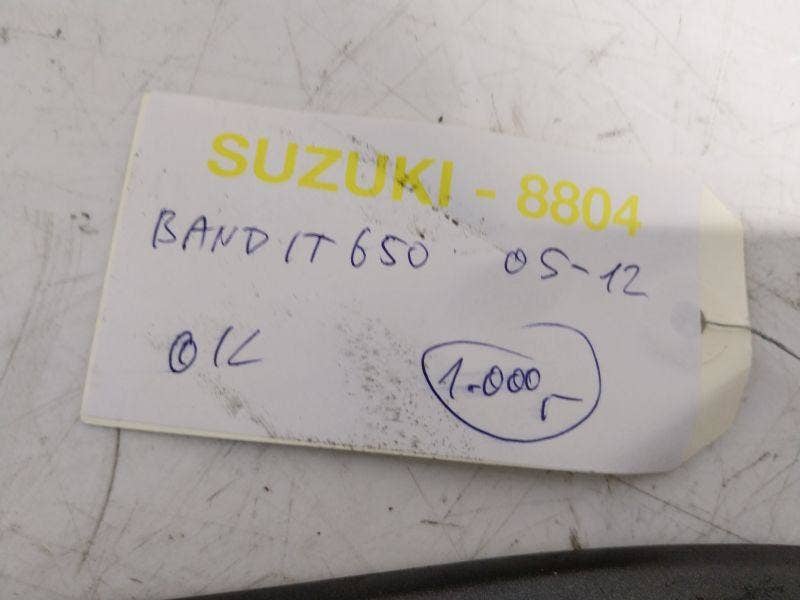 SUZUKI - 8804
BANDIT 650 05-12
OK
1.000,-